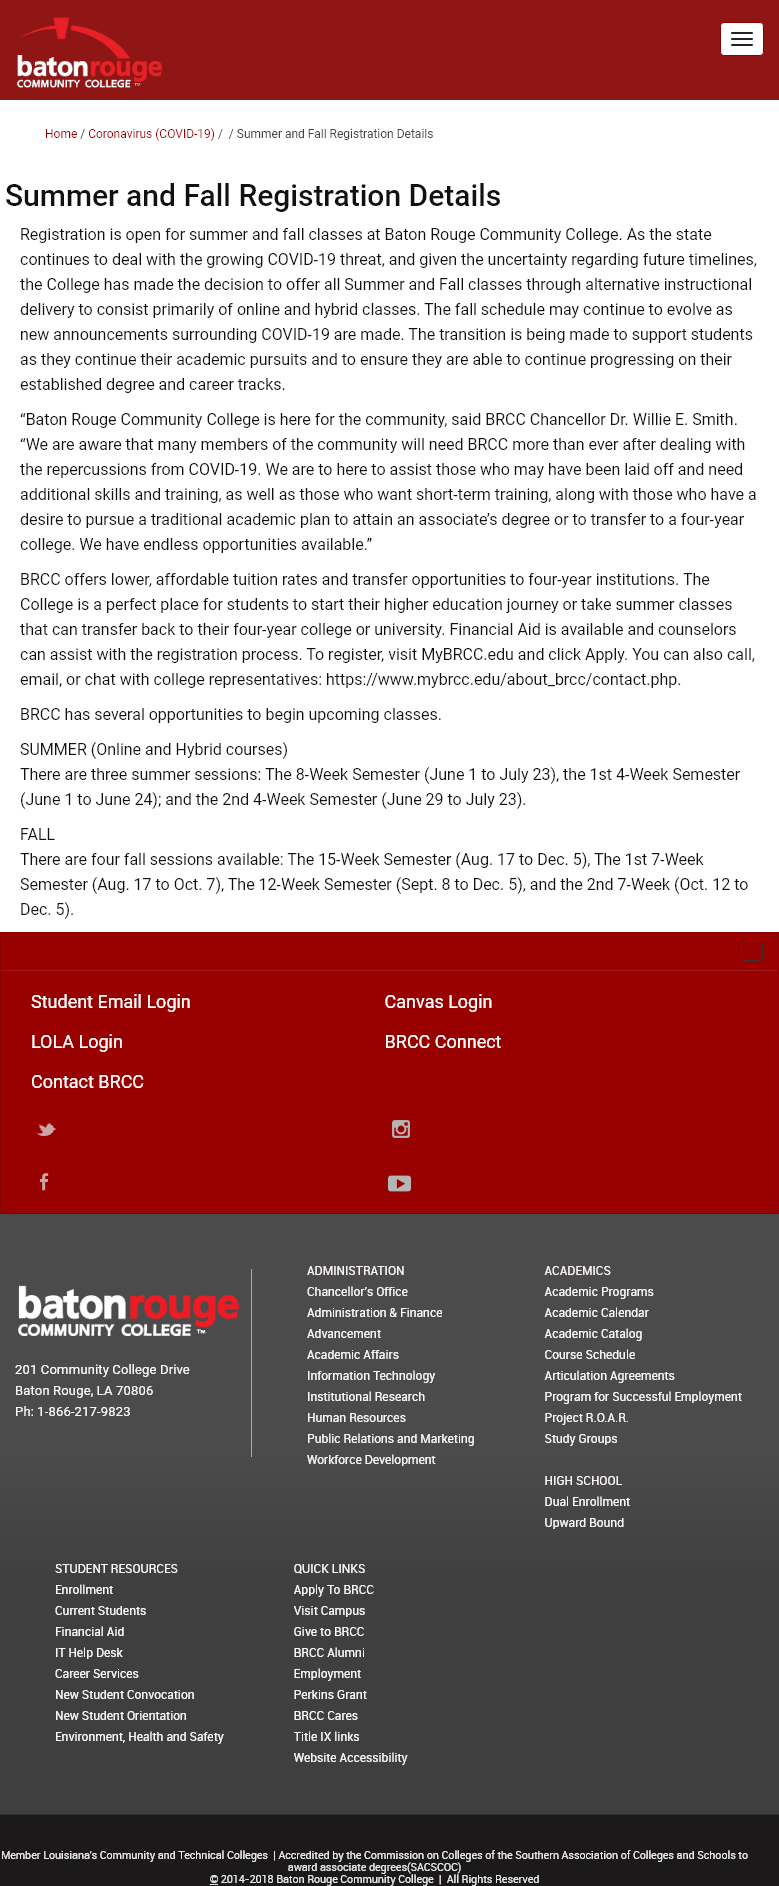 batonrouge
COMMUNITY COLLEGE ™
Home / Coronavirus (COVID-19) / / Summer and Fall Registration Details
Summer and Fall Registration Details
Registration is open for summer and fall classes at Baton Rouge Community College. As the state
continues to deal with the growing COVID-19 threat, and given the uncertainty regarding future timelines,
the College has made the decision to offer all Summer and Fall classes through alternative instructional
delivery to consist primarily of online and hybrid classes. The fall schedule may continue to evolve as
new announcements surrounding COVID-19 are made. The transition is being made to support students
as they continue their academic pursuits and to ensure they are able to continue progressing on their
established degree and career tracks.
“Baton Rouge Community College is here for the community, said BRCC Chancellor Dr. Willie E. Smith.
“We are aware that many members of the community will need BRCC more than ever after dealing with
the repercussions from COVID-19. We are to here to assist those who may have been laid off and need
additional skills and training, as well as those who want short-term training, along with those who have a
desire to pursue a traditional academic plan to attain an associate’s degree or to transfer to a four-year
college. We have endless opportunities available.”
BRCC offers lower, affordable tuition rates and transfer opportunities to four-year institutions. The
College is a perfect place for students to start their higher education journey or take summer classes
that can transfer back to their four-year college or university. Financial Aid is available and counselors
can assist with the registration process. To register, visit MyBRCC.edu and click Apply. You can also call,
email, or chat with college representatives: https://www.mybrcc.edu/about_brcc/contact.php.
BRCC has several opportunities to begin upcoming classes.
SUMMER (Online and Hybrid courses)
There are three summer sessions: The 8-Week Semester (June 1 to July 23), the 1st 4-Week Semester
(June 1 to June 24); and the 2nd 4-Week Semester (June 29 to July 23).
FALL
There are four fall sessions available: The 15-Week Semester (Aug. 17 to Dec. 5), The 1st 7-Week
Semester (Aug. 17 to Oct. 7), The 12-Week Semester (Sept. 8 to Dec. 5), and the 2nd 7-Week (Oct. 12 to
Dec. 5).
Student Email Login
Canvas Login
LOLA Login
BRCC Connect
Contact BRCC
batonrouge
COMMUNITY COLLEGE ™
201 Community College Drive
Baton Rouge, LA 70806
Ph: 1-866-217-9823
ADMINISTRATION
Chancellor's Office
Administration & Finance
Advancement
Academic Affairs
Information Technology
Institutional Research
Human Resources
Public Relations and Marketing
Workforce Development
ACADEMICS
Academic Programs
Academic Calendar
Academic Catalog
Course Schedule
Articulation Agreements
Program for Successful Employment
Project R.O.A.R.
Study Groups
HIGH SCHOOL
Dual Enrollment
Upward Bound
STUDENT RESOURCES
Enrollment
Current Students
Financial Aid
IT Help Desk
Career Services
New Student Convocation
New Student Orientation
Environment, Health and Safety
QUICK LINKS
Apply To BRCC
Visit Campus
Give to BRCC
BRCC Alumni
Employment
Perkins Grant
BRCC Cares
Title IX links
Website Accessibility
Member Louisiana's Community and Technical Colleges | Accredited by the Commission on Colleges of the Southern Association of Colleges and Schools to
award associate degrees(SACSCOC)
© 2014-2018 Baton Rouge Community College | All Rights Reserved